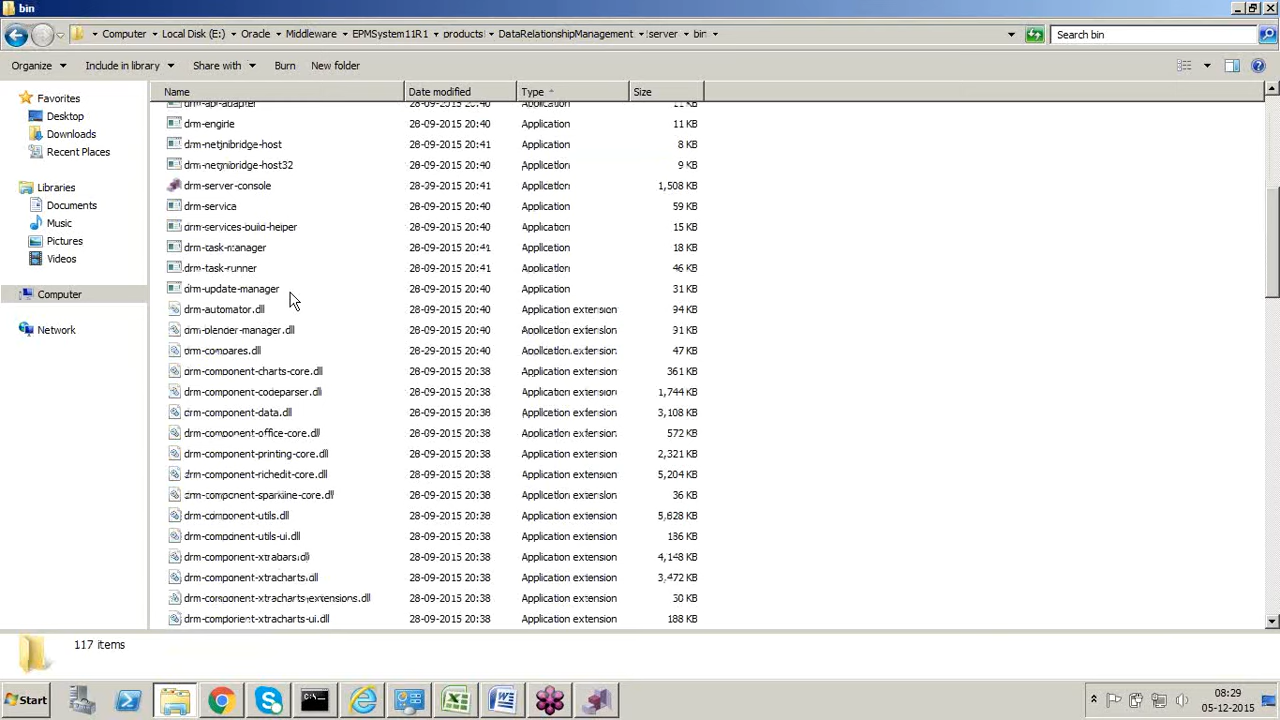 bin
Computer Local Disk (E:) Oracle Middleware EPMSystem11R1 products DataRelationshipManagement server bin
Search bin
Organize Include in library Share with Burn New folder
Name Date modified Type Size
Favorites
Desktop
Downloads
Recent Places
Libraries
Documents
Music
Pictures
Videos
Computer
Network
drm-api-adapter 28-09-2015 20:40 Application 11 KB
drm-engine 28-09-2015 20:40 Application 11 KB
drm-netjnibridge-host 28-09-2015 20:41 Application 8 KB
drm-netjnibridge-host32 28-09-2015 20:40 Application 9 KB
drm-server-console 28-09-2015 20:41 Application 1,508 KB
drm-service 28-09-2015 20:40 Application 59 KB
drm-services-build-helper 28-09-2015 20:40 Application 15 KB
drm-task-manager 28-09-2015 20:41 Application 18 KB
drm-task-runner 28-09-2015 20:41 Application 46 KB
drm-update-manager 28-09-2015 20:40 Application 31 KB
drm-automator.dll 28-09-2015 20:40 Application extension 94 KB
drm-blender-manager.dll 28-09-2015 20:40 Application extension 91 KB
drm-compares.dll 28-09-2015 20:40 Application extension 47 KB
drm-component-charts-core.dll 28-09-2015 20:38 Application extension 361 KB
drm-component-codeparser.dll 28-09-2015 20:38 Application extension 1,744 KB
drm-component-data.dll 28-09-2015 20:38 Application extension 3,108 KB
drm-component-office-core.dll 28-09-2015 20:38 Application extension 572 KB
drm-component-printing-core.dll 28-09-2015 20:38 Application extension 2,321 KB
drm-component-richedit-core.dll 28-09-2015 20:38 Application extension 5,204 KB
drm-component-sparkline-core.dll 28-09-2015 20:38 Application extension 36 KB
drm-component-utils.dll 28-09-2015 20:38 Application extension 5,628 KB
drm-component-utils-ui.dll 28-09-2015 20:38 Application extension 136 KB
drm-component-xtrabars.dll 28-09-2015 20:38 Application extension 4,148 KB
drm-component-xtracharts.dll 28-09-2015 20:38 Application extension 3,472 KB
drm-component-xtracharts-extensions.dll 28-09-2015 20:38 Application extension 30 KB
drm-component-xtracharts-ui.dll 28-09-2015 20:38 Application extension 188 KB
117 items
Start
08:29
05-12-2015